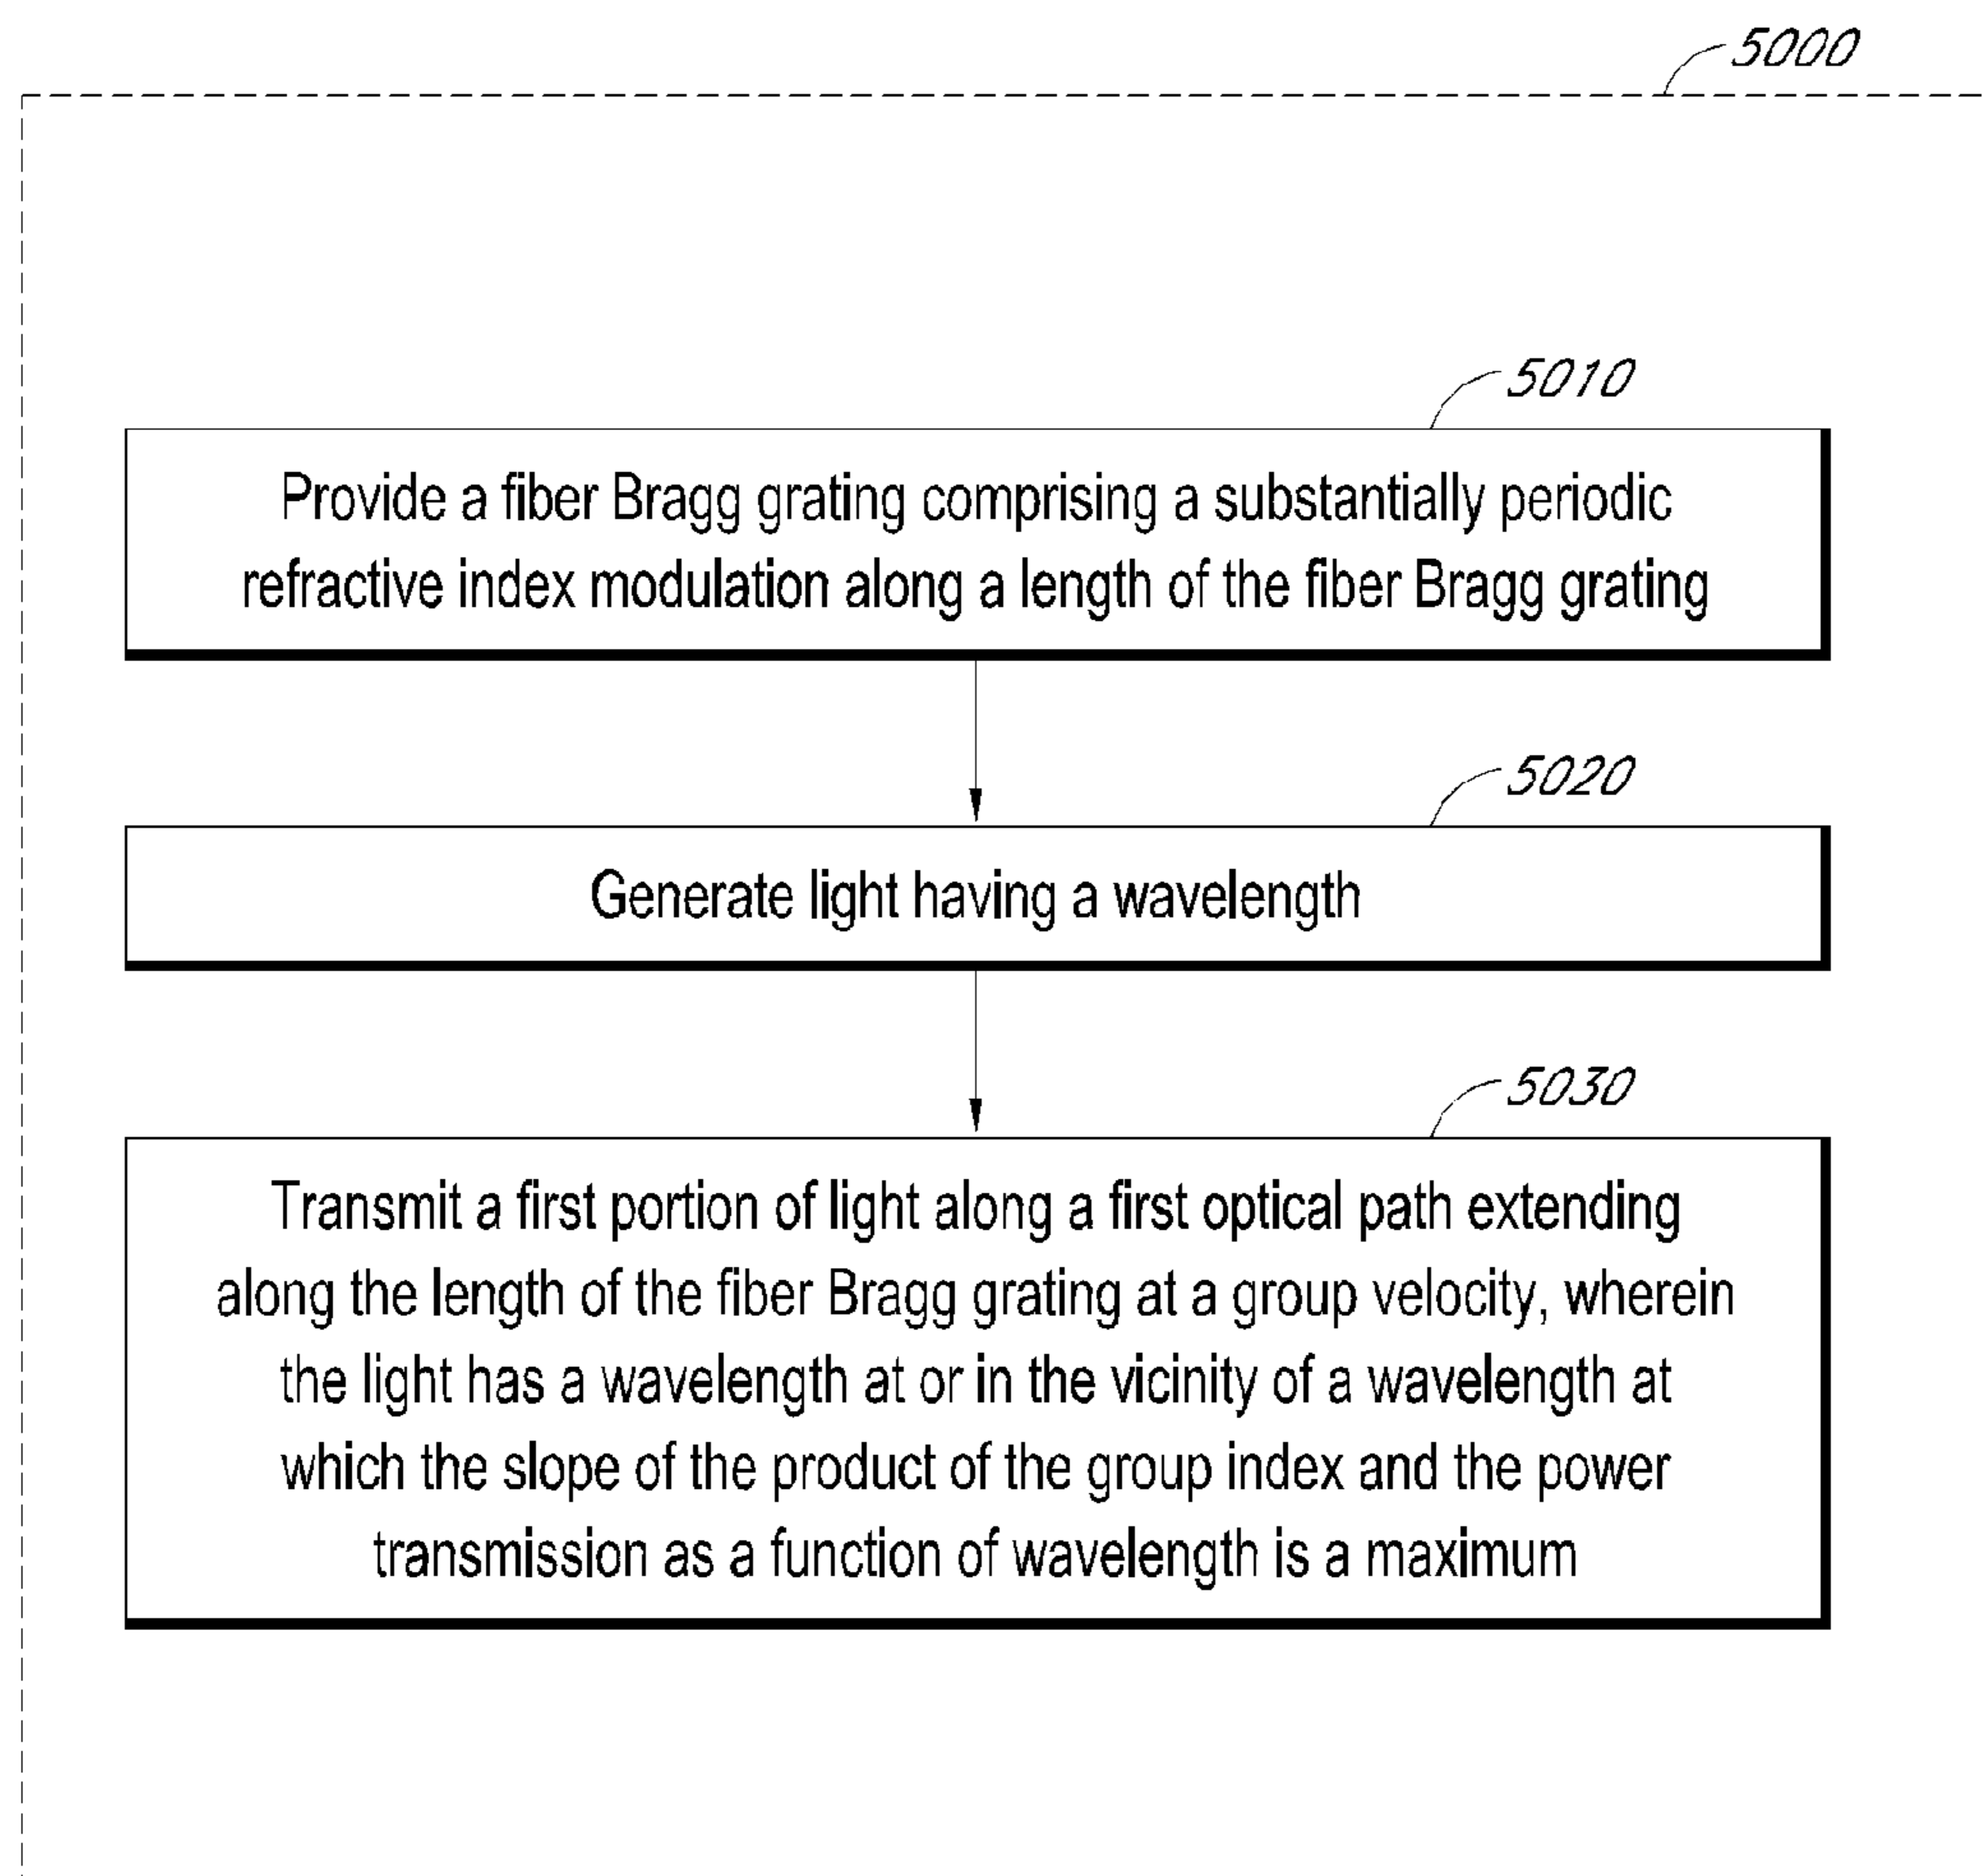 5000
5010
Provide a fiber Bragg grating comprising a substantially periodic
refractive index modulation along a length of the fiber Bragg grating
5020
Generate light having a wavelength
5030
Transmit a first portion of light along a first optical path extending
along the length of the fiber Bragg grating at a group velocity, wherein
the light has a wavelength at or in the vicinity of a wavelength at
which the slope of the product of the group index and the power
transmission as a function of wavelength is a maximum